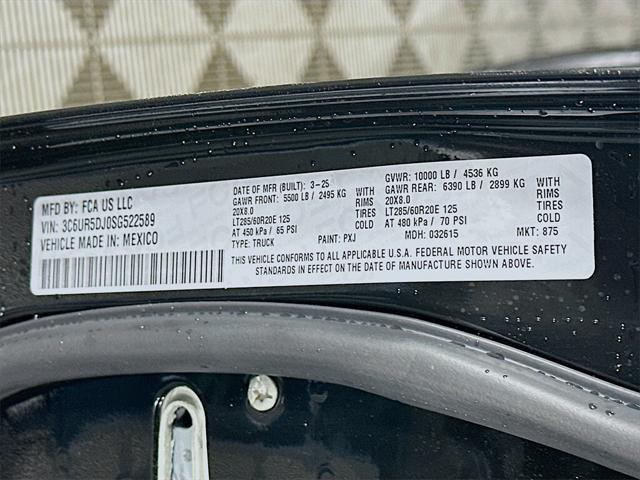 MFD BY: FCA US LLC
VIN: 3C6UR5DJ0SG522589
VEHICLE MADE IN: MEXICO
DATE OF MFR (BUILT): 3-25
GAWR FRONT: 5500 LB / 2495 KG WITH
20X8.0 RIMS
LT285/60R20E 125 TIRES
AT 450 kPa / 65 PSI COLD
TYPE: TRUCK PAINT: PXJ
GVWR: 10000 LB / 4536 KG
GAWR REAR: 6390 LB / 2899 KG WITH
20X8.0 RIMS
LT285/60R20E 125 TIRES
AT 480 kPa / 70 PSI COLD
MDH: 032615 MKT: 875
THIS VEHICLE CONFORMS TO ALL APPLICABLE U.S.A. FEDERAL MOTOR VEHICLE SAFETY
STANDARDS IN EFFECT ON THE DATE OF MANUFACTURE SHOWN ABOVE.